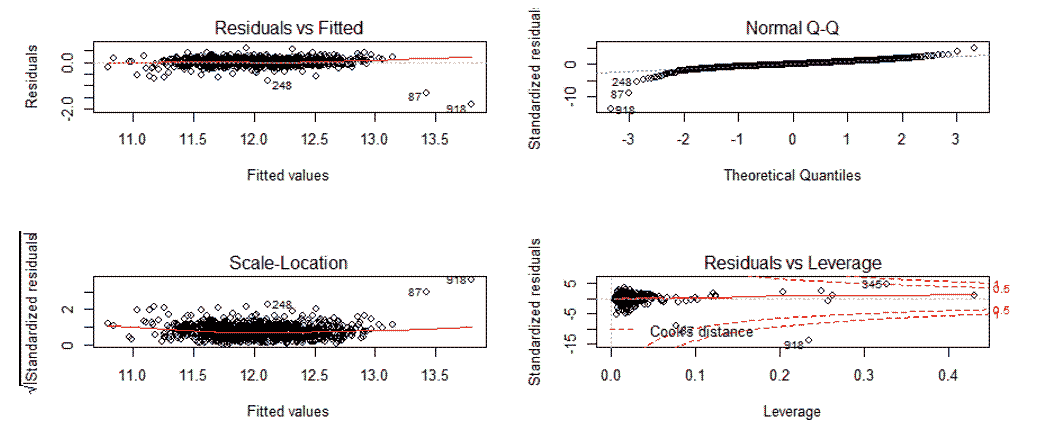 Residuals vs Fitted
Residuals
0.0
-2.0
248
87
918
11.0 11.5 12.0 12.5 13.0 13.5
Fitted values
Normal Q-Q
Standardized residuals
0
-10
248
87
918
-3 -2 -1 0 1 2 3
Theoretical Quantiles
Scale-Location
√|Standardized residuals|
2
0
248
87
918
11.0 11.5 12.0 12.5 13.0 13.5
Fitted values
Residuals vs Leverage
Standardized residuals
5
-5
-15
345
918
Cook's distance
1
0.5
0.5
0.0 0.1 0.2 0.3 0.4
Leverage